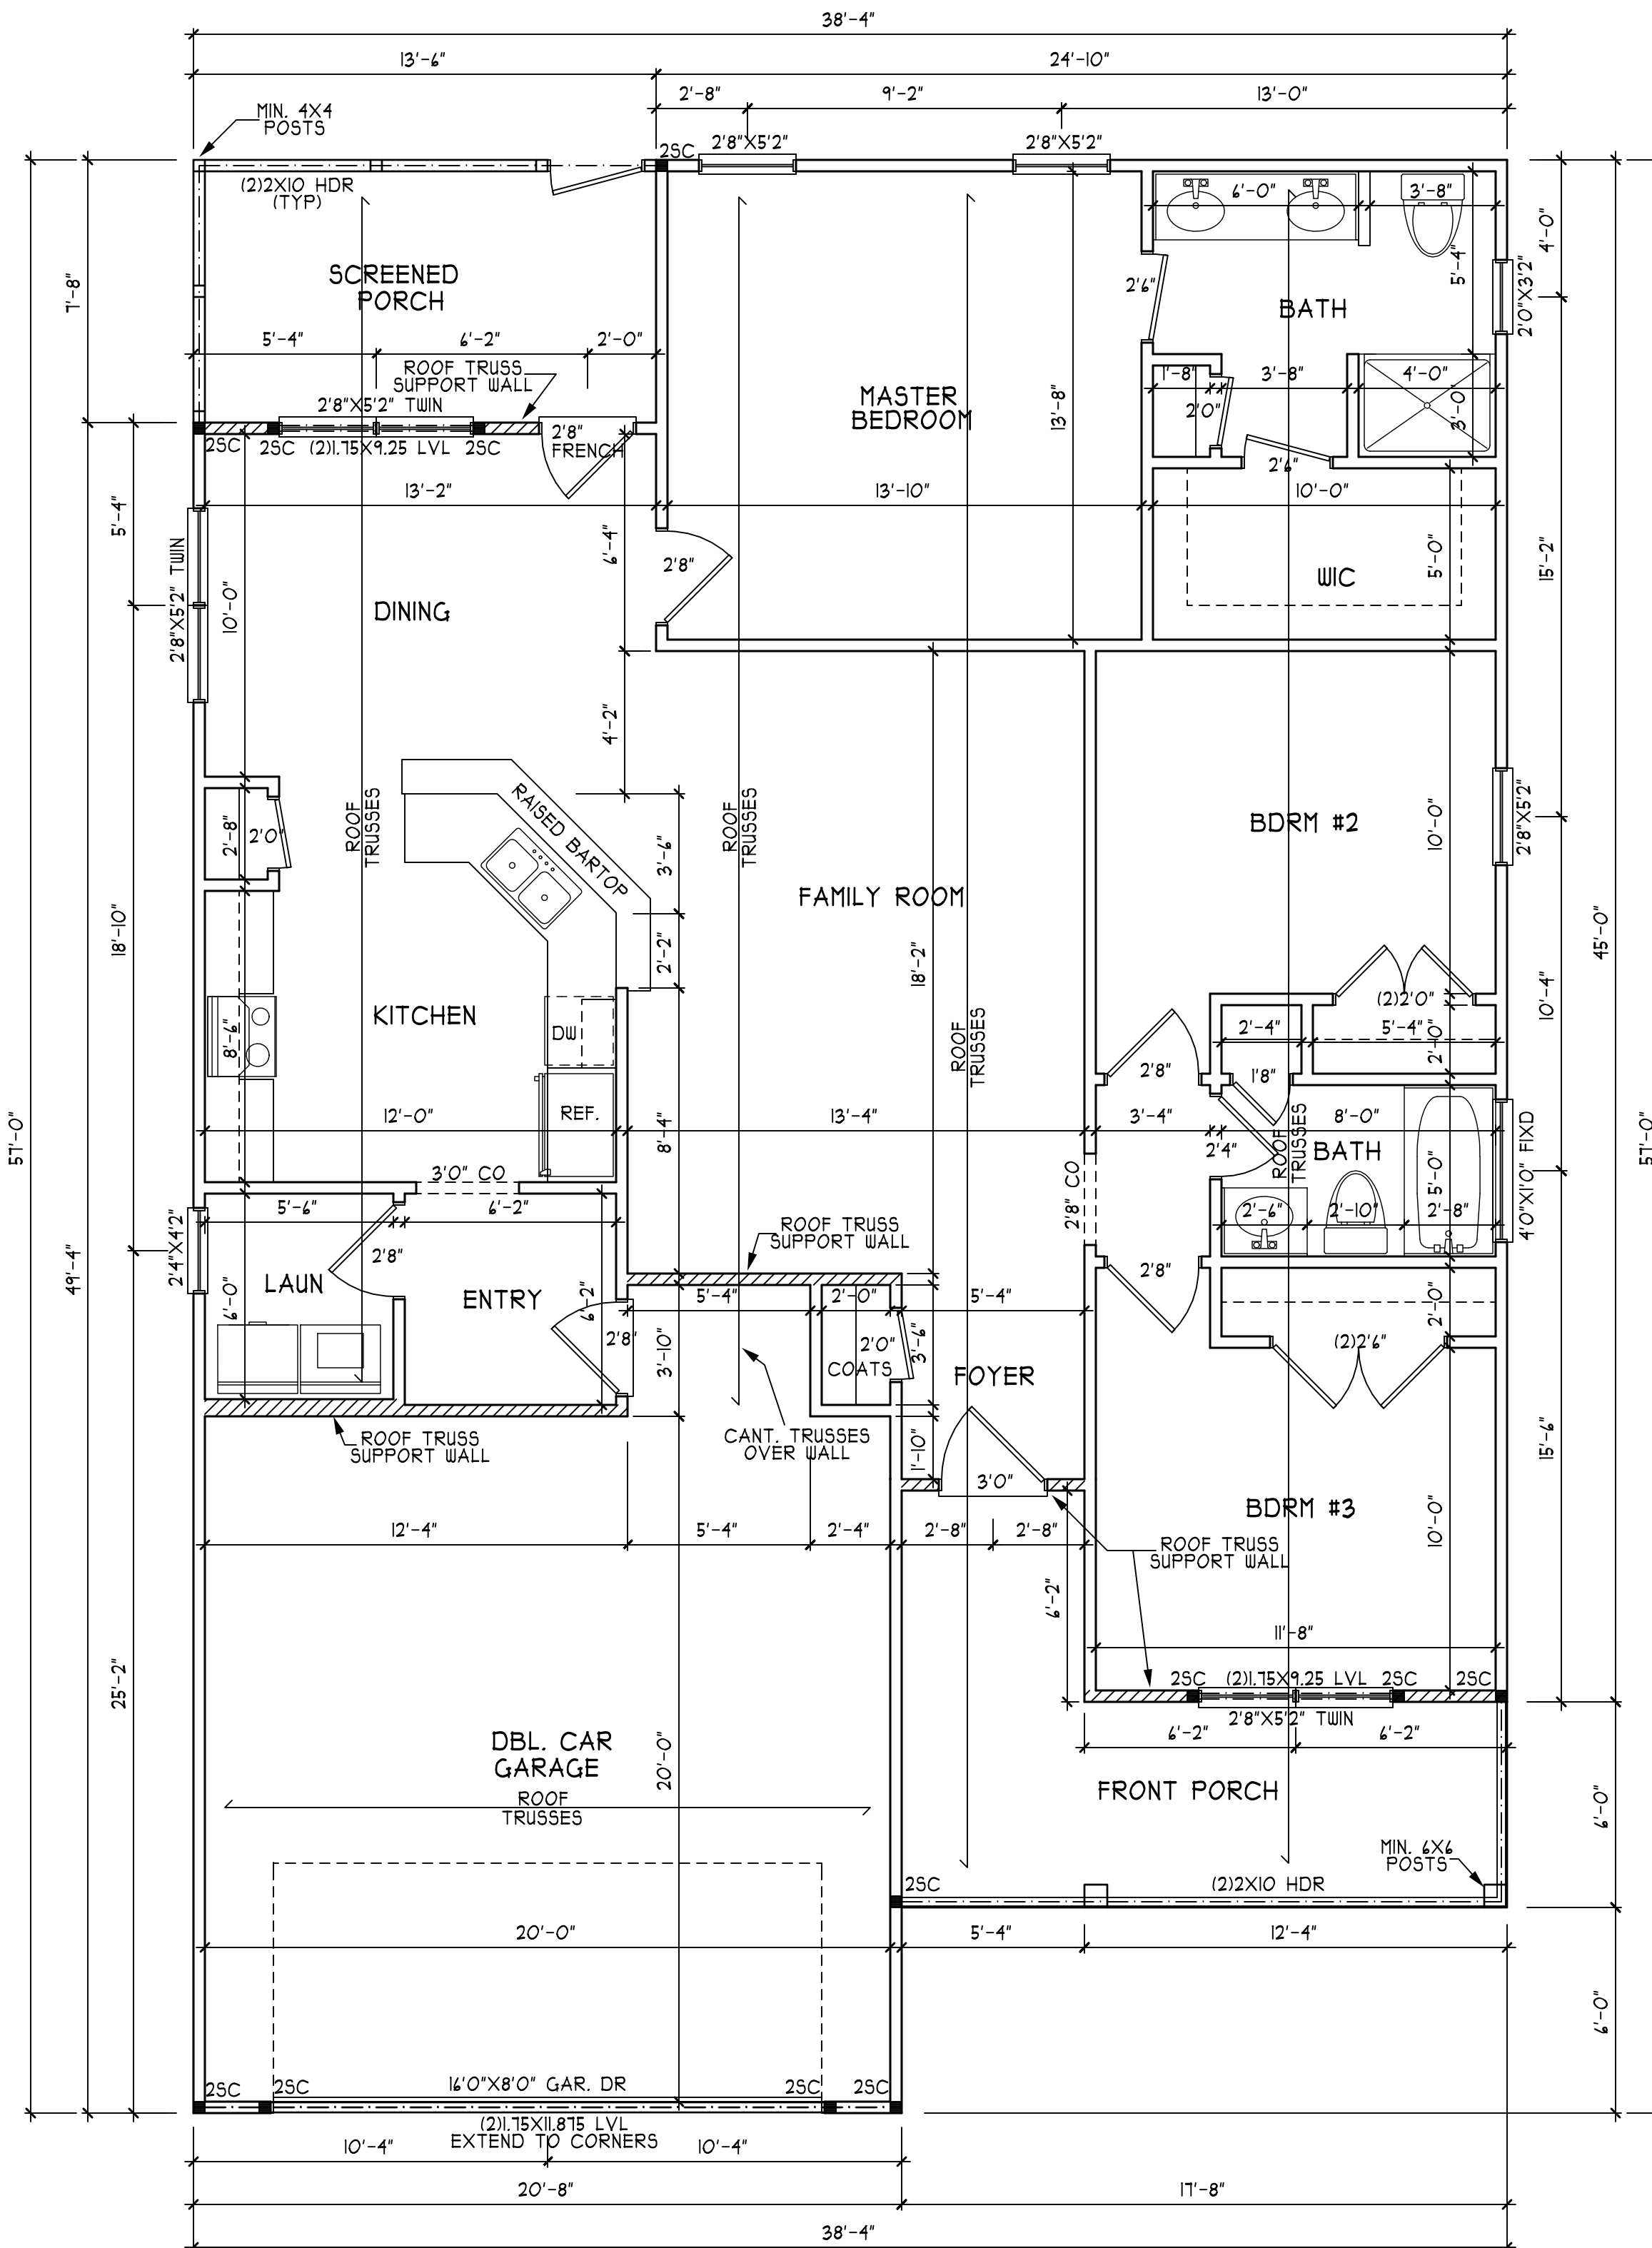 38'-4"
13'-6"
24'-10"
2'-8"
9'-2"
13'-0"
MIN. 4X4
POSTS
2SC
2'8"X5'2"
2'8"X5'2"
(2)2X10 HDR
(TYP)
6'-0"
3'-8"
4'-0"
7'-8"
SCREENED
PORCH
2'6"
5'-4"
BATH
2'0"X3'2"
5'-4"
6'-2"
2'-0"
ROOF TRUSS
SUPPORT WALL
1'-8"
3'-8"
4'-0"
2'8"X5'2" TWIN
MASTER
BEDROOM
13'-8"
2'0"
3'-0"
2SC
2SC
(2)1.75X9.25 LVL
2SC
2'8"
FRENCH
2'6"
13'-2"
13'-10"
10'-0"
5'-4"
2'8"X5'2" TWIN
10'-0"
DINING
6'-4"
2'8"
WIC
5'-0"
15'-2"
4'-2"
RAISED BARTOP
2'-8"
2'0"
ROOF
TRUSSES
ROOF
TRUSSES
3'-6"
BDRM #2
10'-0"
2'8"X5'2"
FAMILY ROOM
18'-10"
2'-2"
18'-2"
45'-0"
KITCHEN
8'-6"
DW
ROOF
TRUSSES
(2)2'0"
10'-4"
2'-4"
5'-4"
2'-0"
2'8"
1'8"
12'-0"
REF.
8'-4"
13'-4"
3'-4"
8'-0"
2'4"
ROOF
TRUSSES
BATH
4'0"X1'0" FIXD
57'-0"
57'-0"
3'0" CO
2'8" CO
5'-0"
5'-6"
6'-2"
2'-6"
2'-10"
2'-8"
2'4"X4'2"
2'8"
ROOF TRUSS
SUPPORT WALL
49'-4"
LAUN
ENTRY
6'-0"
6'-2"
5'-4"
2'-0"
5'-4"
2'8"
2'-0"
2'8"
3'-10"
2'0"
COATS
3'-6"
FOYER
(2)2'6"
ROOF TRUSS
SUPPORT WALL
CANT. TRUSSES
OVER WALL
1'-10"
3'0"
15'-6"
BDRM #3
10'-0"
12'-4"
5'-4"
2'-4"
2'-8"
2'-8"
ROOF TRUSS
SUPPORT WALL
6'-2"
11'-8"
25'-2"
2SC
(2)1.75X9.25 LVL
2SC
2SC
2'8"X5'2" TWIN
6'-2"
6'-2"
DBL. CAR
GARAGE
20'-0"
FRONT PORCH
ROOF
TRUSSES
6'-0"
MIN. 6X6
POSTS
2SC
(2)2X10 HDR
20'-0"
5'-4"
12'-4"
6'-0"
2SC
2SC
16'0"X8'0" GAR. DR
2SC
2SC
(2)1.75X11.875 LVL
EXTEND TO CORNERS
10'-4"
10'-4"
20'-8"
17'-8"
38'-4"